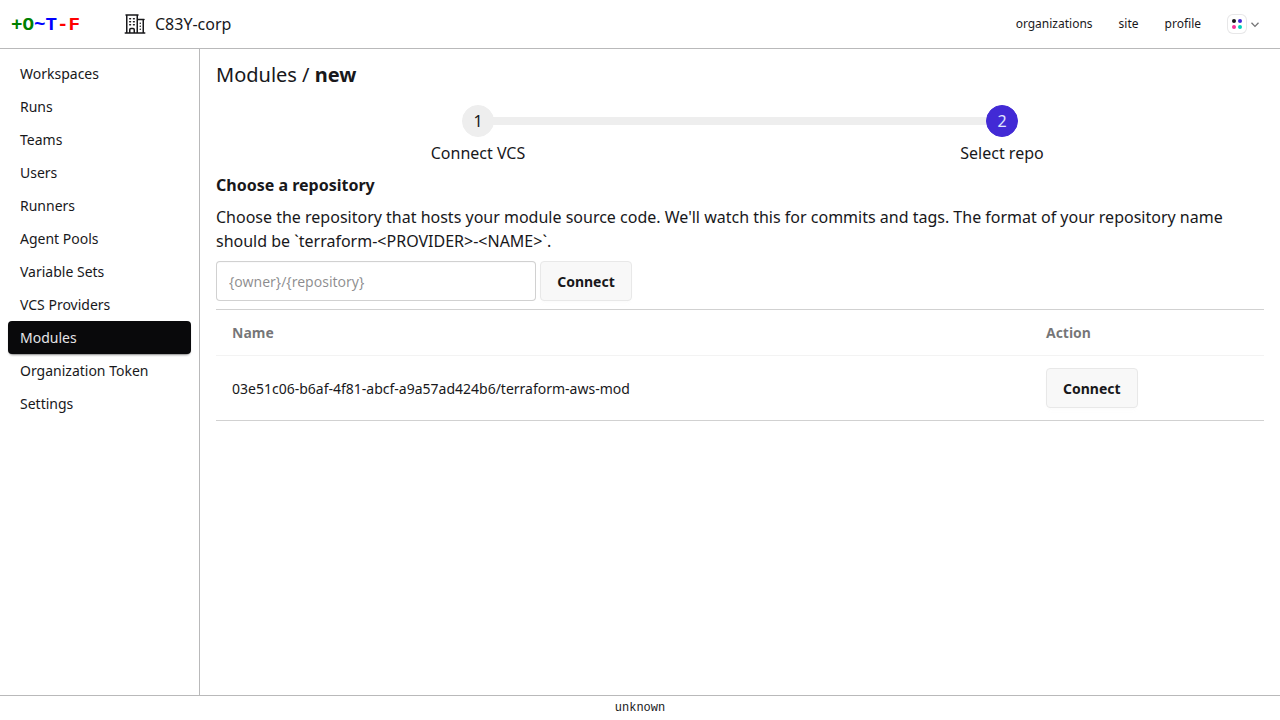 +O~T-F
C83Y-corp
organizations
site
profile
Workspaces
Runs
Teams
Users
Runners
Agent Pools
Variable Sets
VCS Providers
Modules
Organization Token
Settings
Modules / new
1
2
Connect VCS
Select repo
Choose a repository
Choose the repository that hosts your module source code. We'll watch this for commits and tags. The format of your repository name
should be `terraform-<PROVIDER>-<NAME>`.
{owner}/{repository}
Connect
Name
Action
03e51c06-b6af-4f81-abcf-a9a57ad424b6/terraform-aws-mod
Connect
unknown